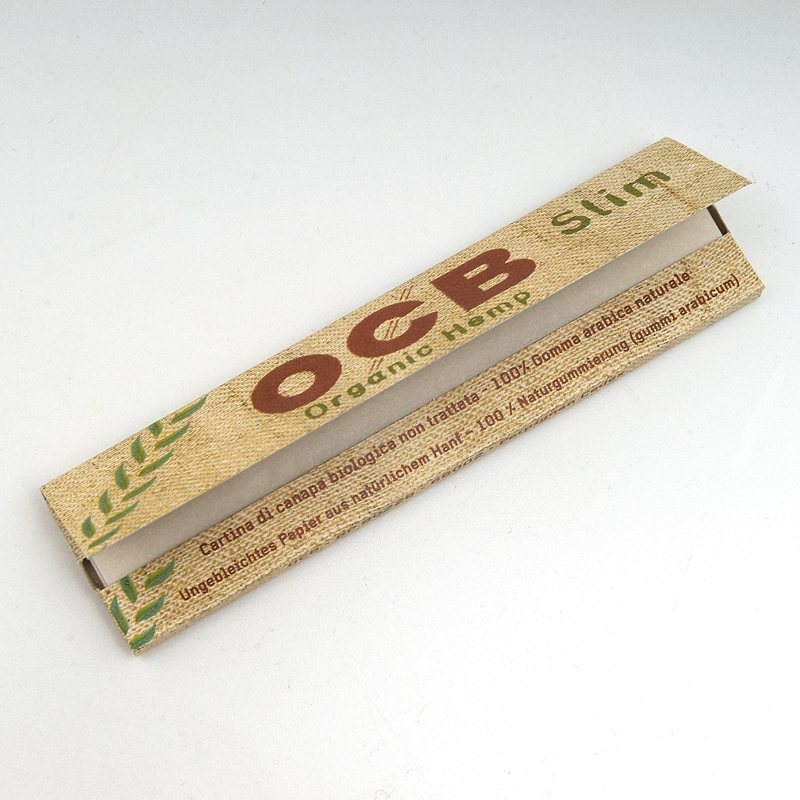 OCB Slim
Organic Hemp
Cartina di canapa biologica non trattata - 100% Gomma arabica naturale
Ungebleichtes Papier aus natürlichem Hanf - 100 % Naturgummierung (gummi arabicum)